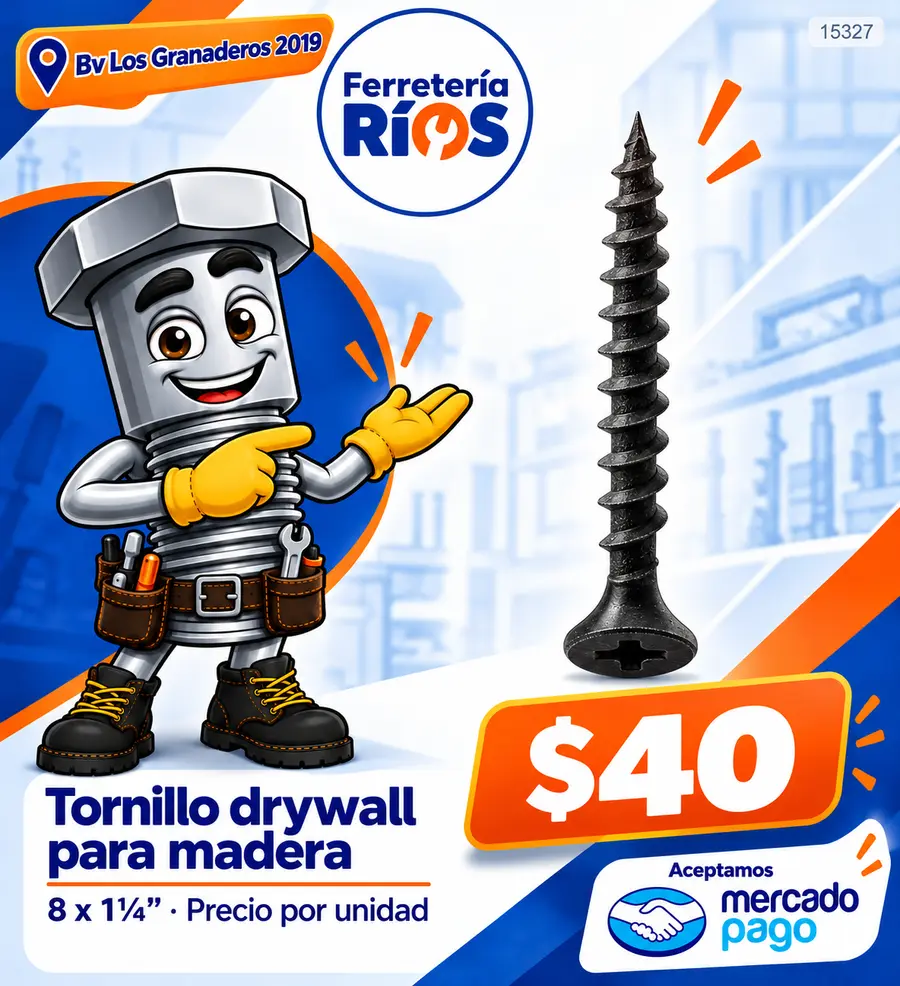 Bv Los Granaderos 2019
Ferretería
RÍOS
15327
$40
Tornillo drywall
para madera
8 x 1¼” · Precio por unidad
Aceptamos
mercado
pago